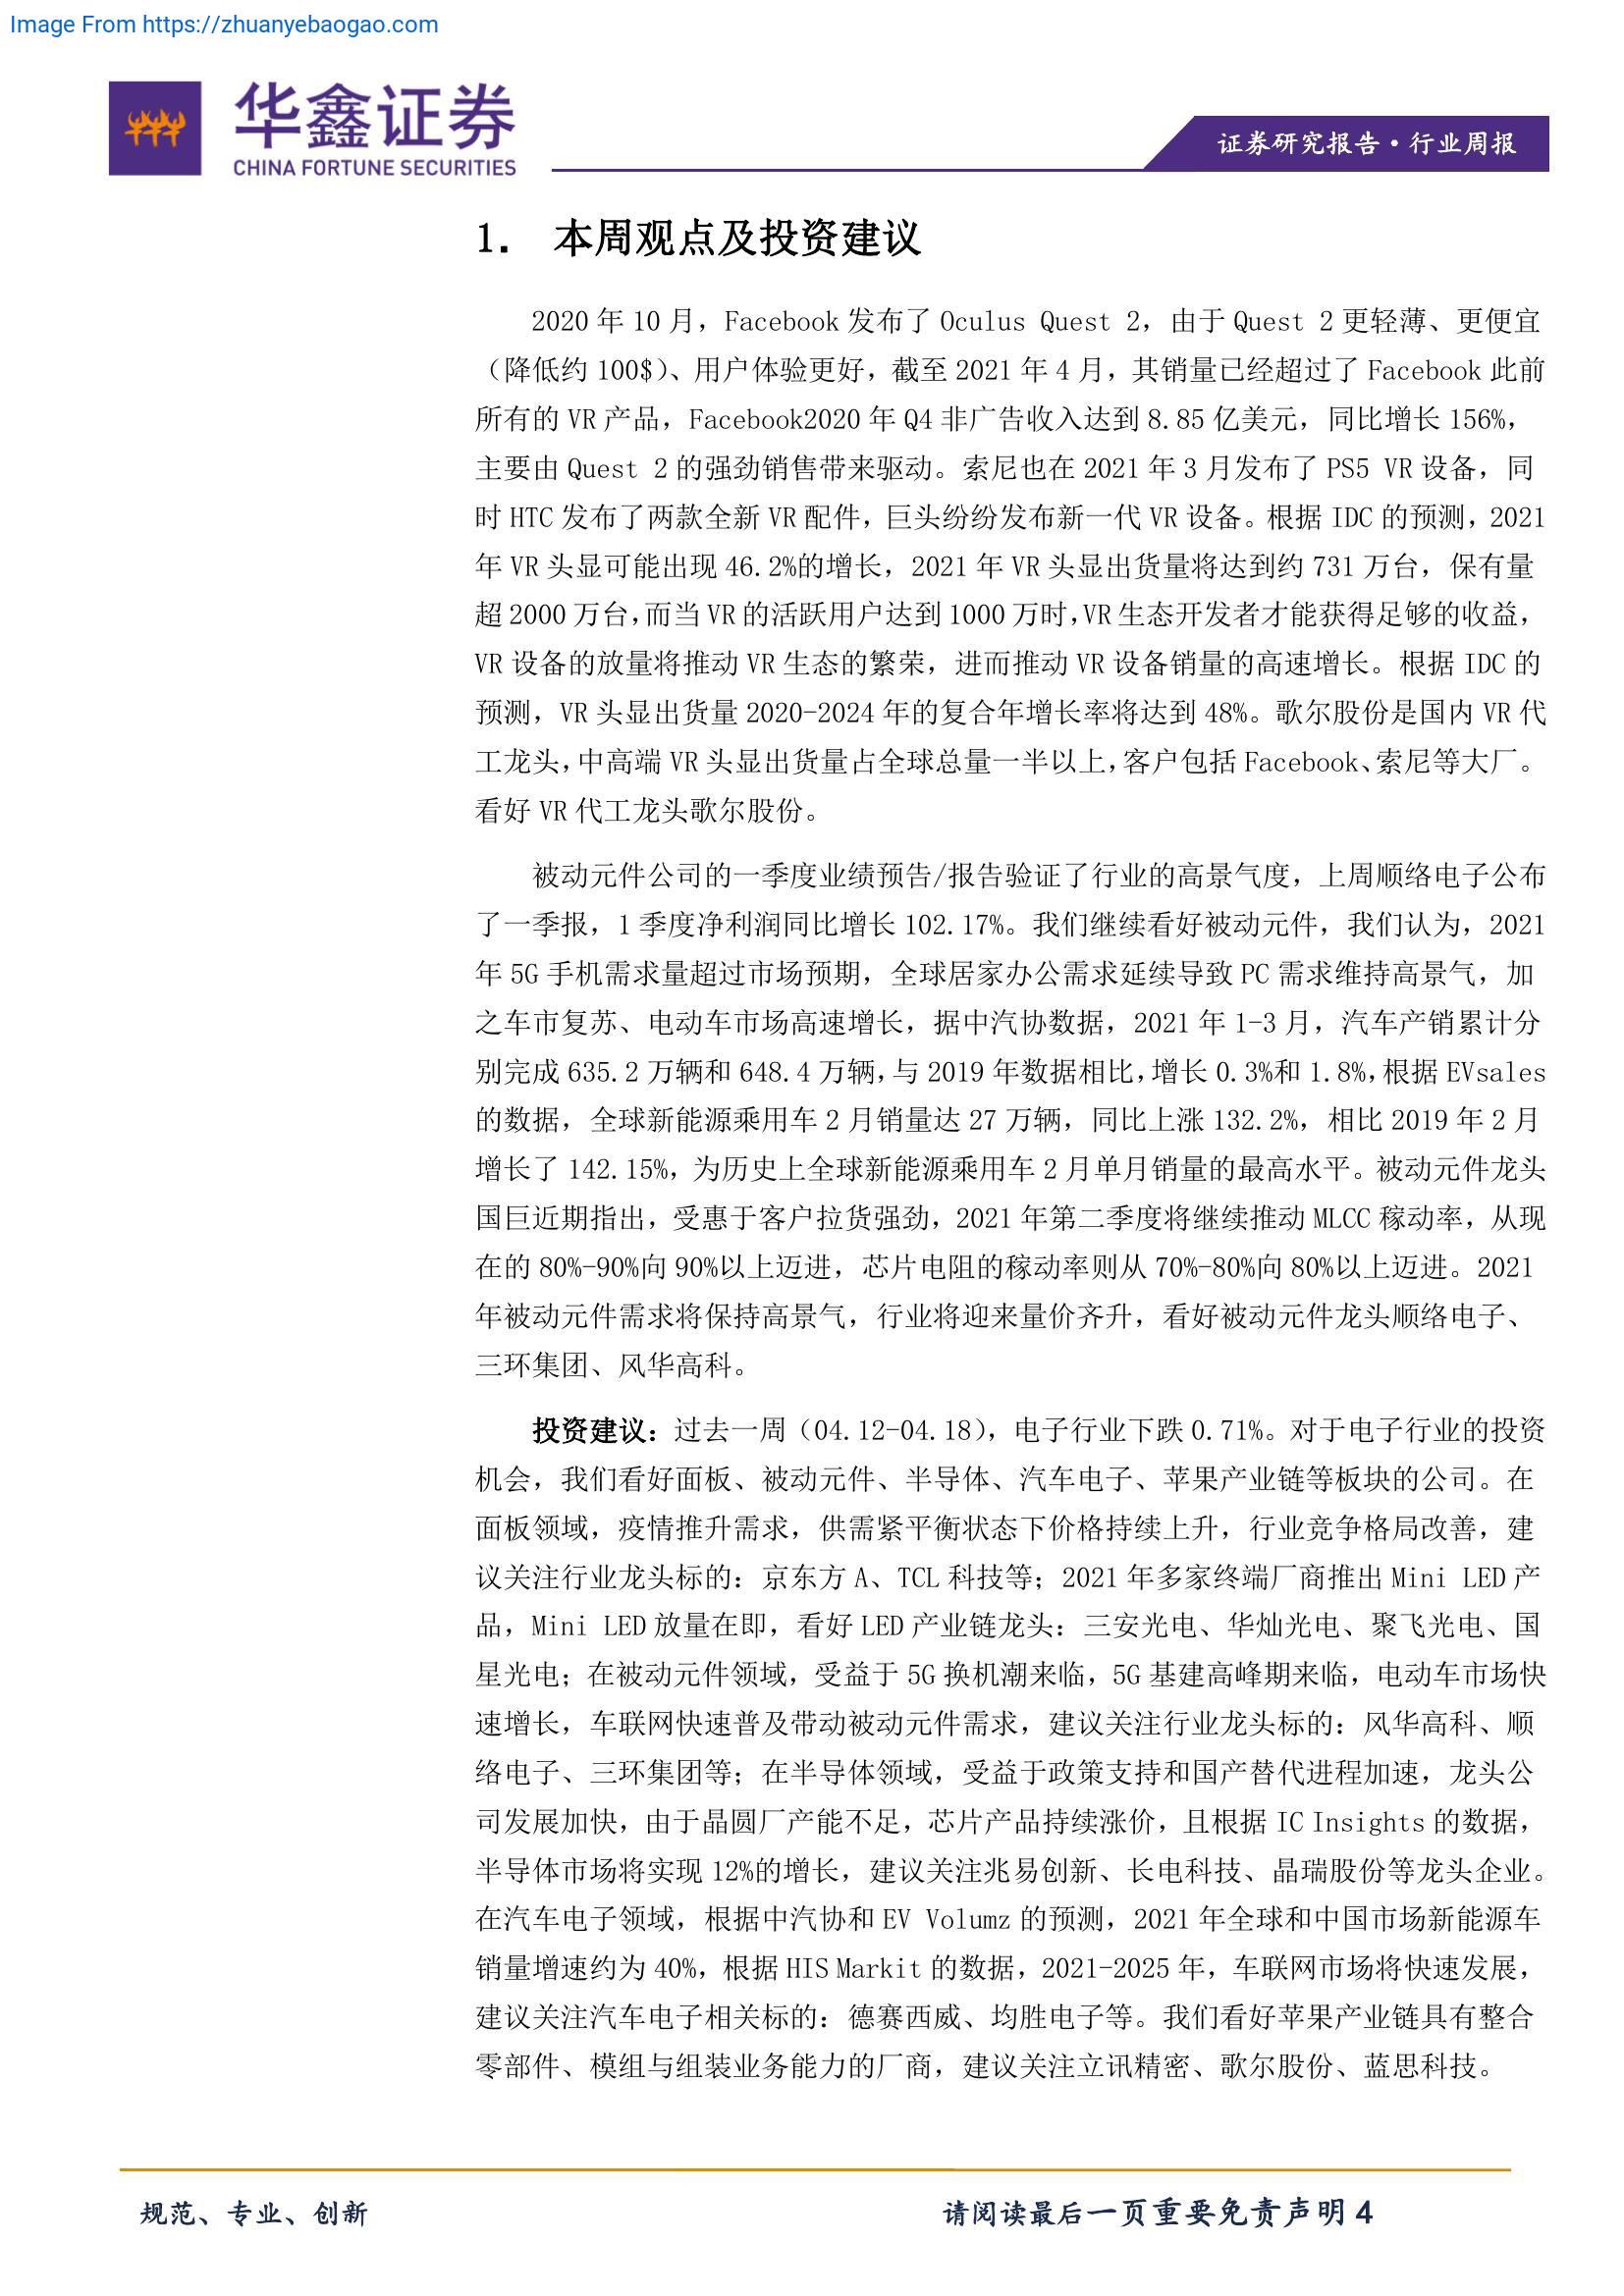 Image From https://zhuanyebaogao.com
华鑫证券
CHINA FORTUNE SECURITIES
证券研究报告·行业周报
1. 本周观点及投资建议
2020 年 10 月，Facebook 发布了 Oculus Quest 2，由于 Quest 2 更轻薄、更便宜
（降低约 100$）、用户体验更好，截至 2021 年 4 月，其销量已经超过了 Facebook 此前
所有的 VR 产品，Facebook2020 年 Q4 非广告收入达到 8.85 亿美元，同比增长 156%，
主要由 Quest 2 的强劲销售带来驱动。索尼也在 2021 年 3 月发布了 PS5 VR 设备，同
时 HTC 发布了两款全新 VR 配件，巨头纷纷发布新一代 VR 设备。根据 IDC 的预测，2021
年 VR 头显可能出现 46.2%的增长，2021 年 VR 头显出货量将达到约 731 万台，保有量
超 2000 万台，而当 VR 的活跃用户达到 1000 万时，VR 生态开发者才能获得足够的收益，
VR 设备的放量将推动 VR 生态的繁荣，进而推动 VR 设备销量的高速增长。根据 IDC 的
预测，VR 头显出货量 2020-2024 年的复合年增长率将达到 48%。歌尔股份是国内 VR 代
工龙头，中高端 VR 头显出货量占全球总量一半以上，客户包括 Facebook、索尼等大厂。
看好 VR 代工龙头歌尔股份。
被动元件公司的一季度业绩预告/报告验证了行业的高景气度，上周顺络电子公布
了一季报，1 季度净利润同比增长 102.17%。我们继续看好被动元件，我们认为，2021
年 5G 手机需求量超过市场预期，全球居家办公需求延续导致 PC 需求维持高景气，加
之车市复苏、电动车市场高速增长，据中汽协数据，2021 年 1-3 月，汽车产销累计分
别完成 635.2 万辆和 648.4 万辆，与 2019 年数据相比，增长 0.3%和 1.8%，根据 EVsales
的数据，全球新能源乘用车 2 月销量达 27 万辆，同比上涨 132.2%，相比 2019 年 2 月
增长了 142.15%，为历史上全球新能源乘用车 2 月单月销量的最高水平。被动元件龙头
国巨近期指出，受惠于客户拉货强劲，2021 年第二季度将继续推动 MLCC 稼动率，从现
在的 80%-90%向 90%以上迈进，芯片电阻的稼动率则从 70%-80%向 80%以上迈进。2021
年被动元件需求将保持高景气，行业将迎来量价齐升，看好被动元件龙头顺络电子、
三环集团、风华高科。
投资建议：过去一周（04.12-04.18），电子行业下跌 0.71%。对于电子行业的投资
机会，我们看好面板、被动元件、半导体、汽车电子、苹果产业链等板块的公司。在
面板领域，疫情推升需求，供需紧平衡状态下价格持续上升，行业竞争格局改善，建
议关注行业龙头标的：京东方 A、TCL 科技等；2021 年多家终端厂商推出 Mini LED 产
品，Mini LED 放量在即，看好 LED 产业链龙头：三安光电、华灿光电、聚飞光电、国
星光电；在被动元件领域，受益于 5G 换机潮来临，5G 基建高峰期来临，电动车市场快
速增长，车联网快速普及带动被动元件需求，建议关注行业龙头标的：风华高科、顺
络电子、三环集团等；在半导体领域，受益于政策支持和国产替代进程加速，龙头公
司发展加快，由于晶圆厂产能不足，芯片产品持续涨价，且根据 IC Insights 的数据，
半导体市场将实现 12%的增长，建议关注兆易创新、长电科技、晶瑞股份等龙头企业。
在汽车电子领域，根据中汽协和 EV Volumz 的预测，2021 年全球和中国市场新能源车
销量增速约为 40%，根据 HIS Markit 的数据，2021-2025 年，车联网市场将快速发展，
建议关注汽车电子相关标的：德赛西威、均胜电子等。我们看好苹果产业链具有整合
零部件、模组与组装业务能力的厂商，建议关注立讯精密、歌尔股份、蓝思科技。
规范、专业、创新
请阅读最后一页重要免责声明 4